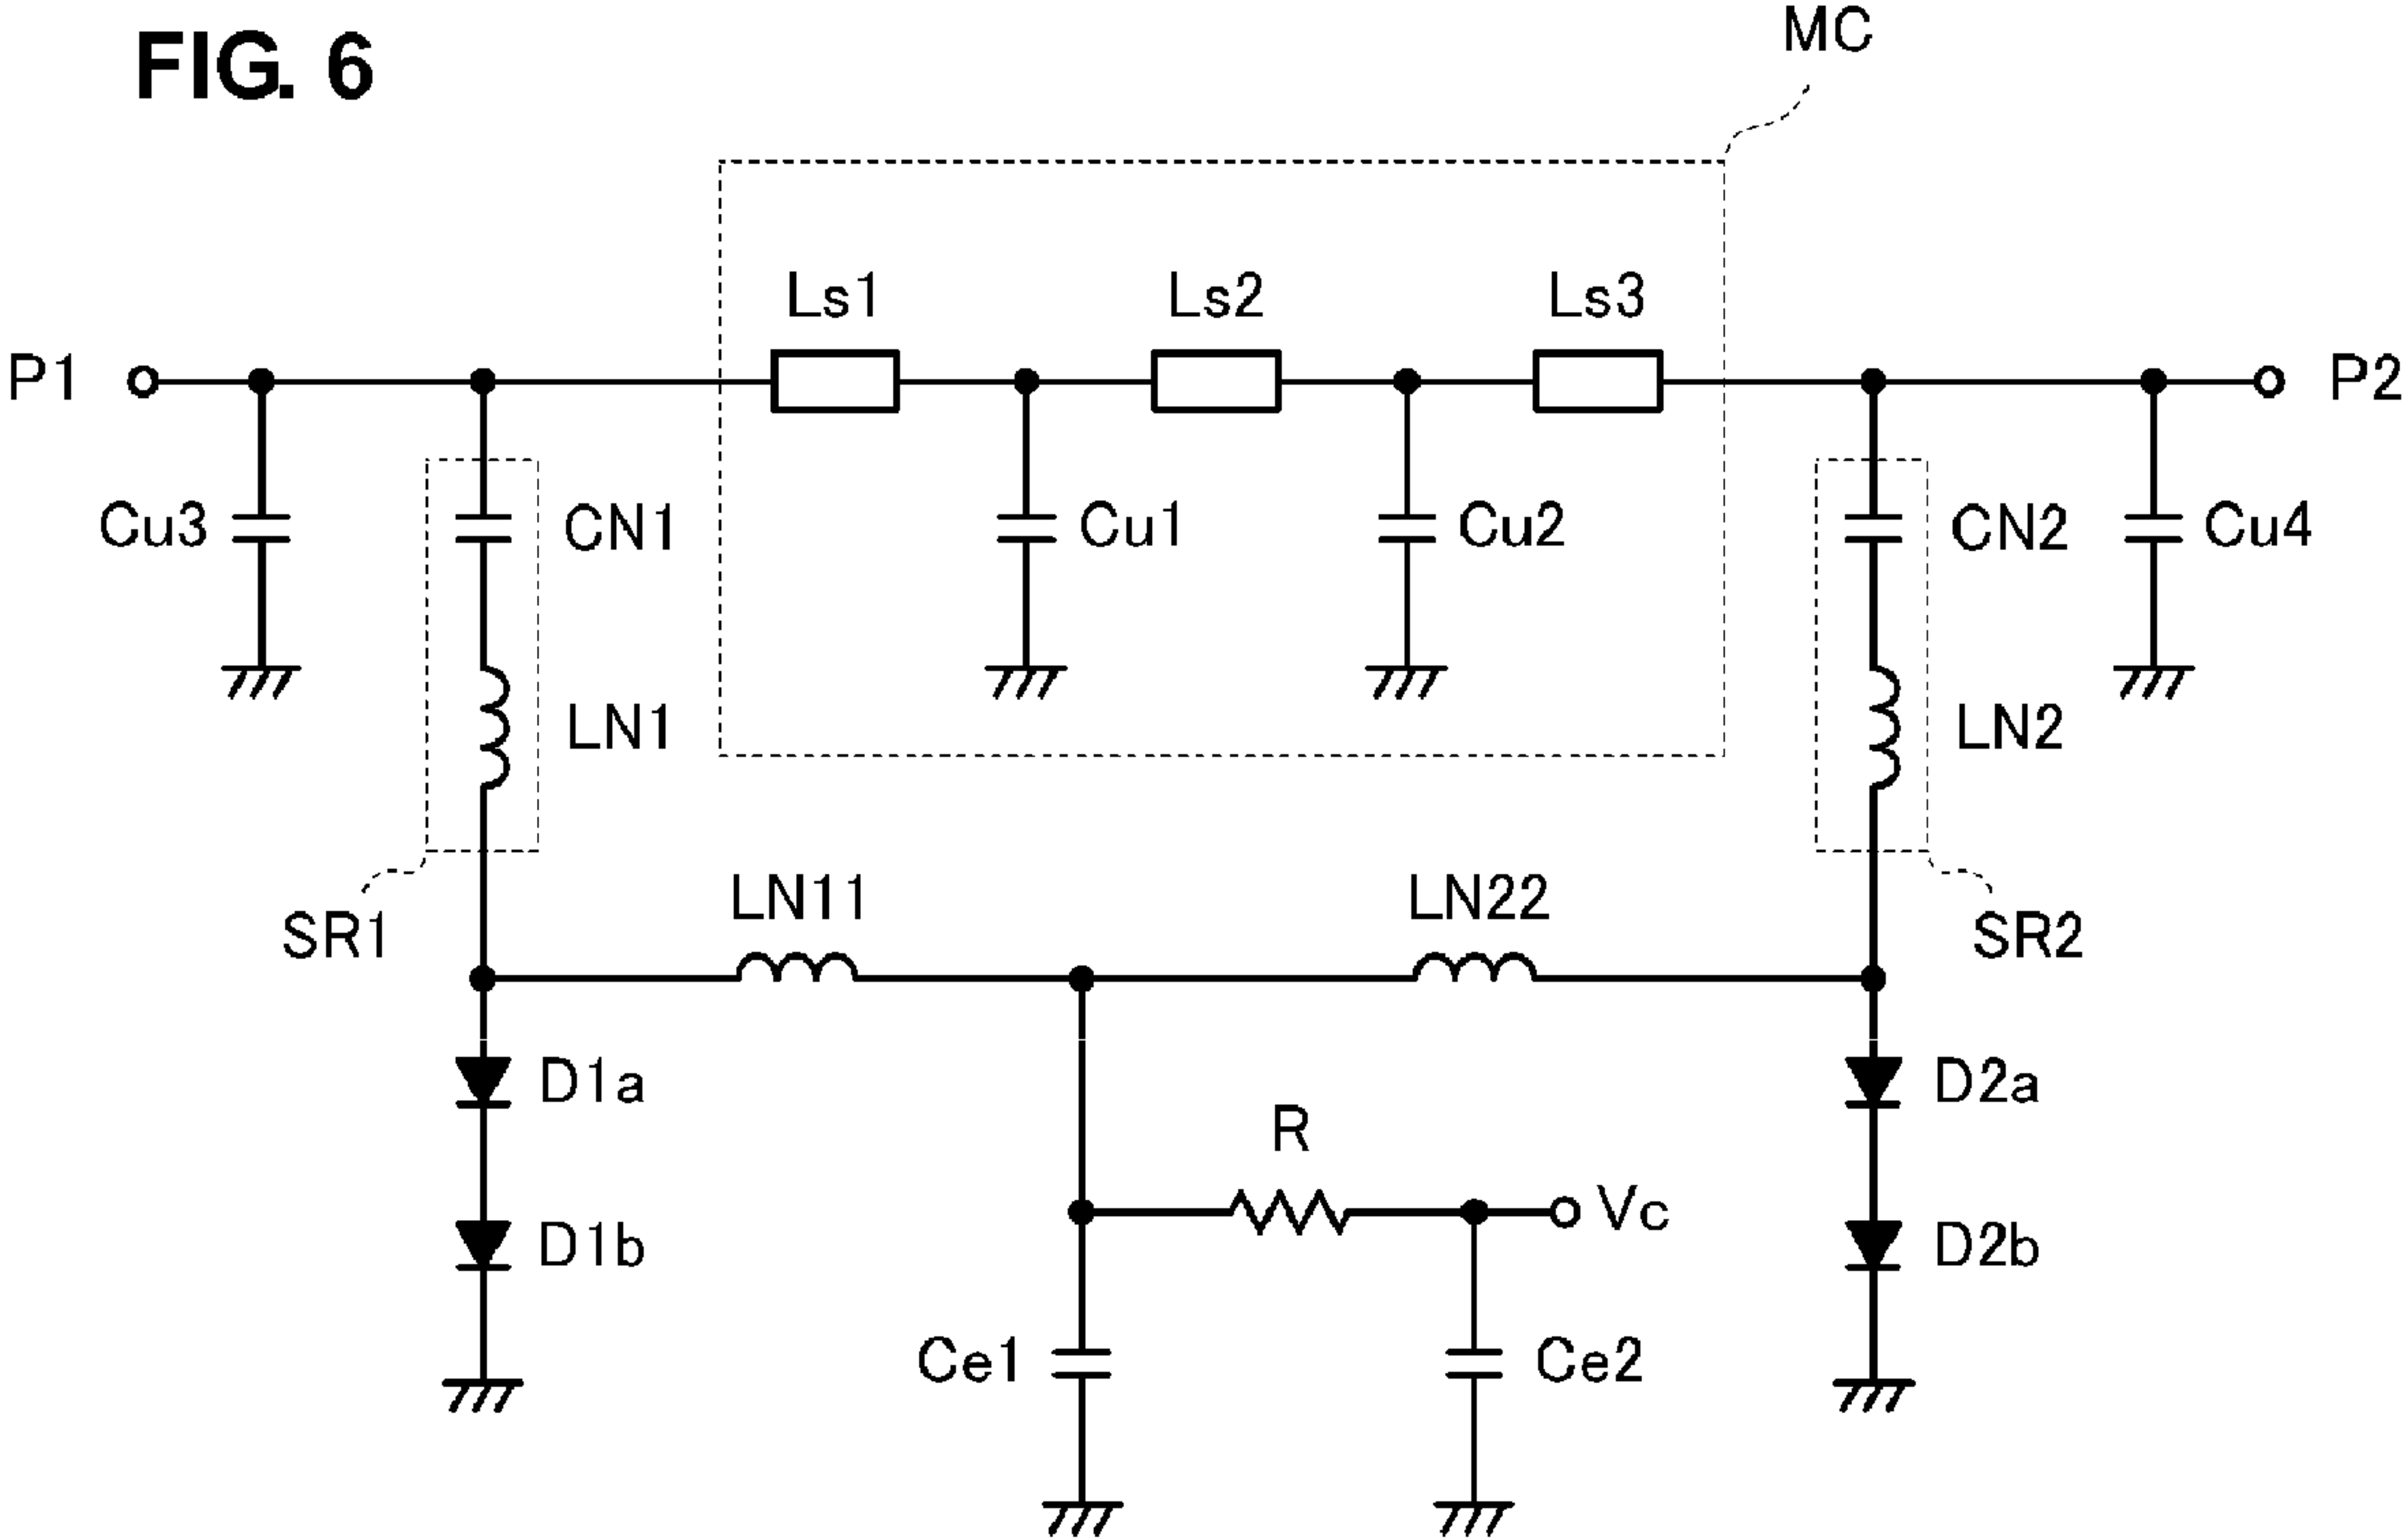 FIG. 6
MC
Ls1
Ls2
Ls3
P1
P2
Cu3
CN1
Cu1
Cu2
CN2
Cu4
LN1
LN2
SR1
LN11
LN22
SR2
D1a
D2a
R
Vc
D1b
D2b
Ce1
Ce2